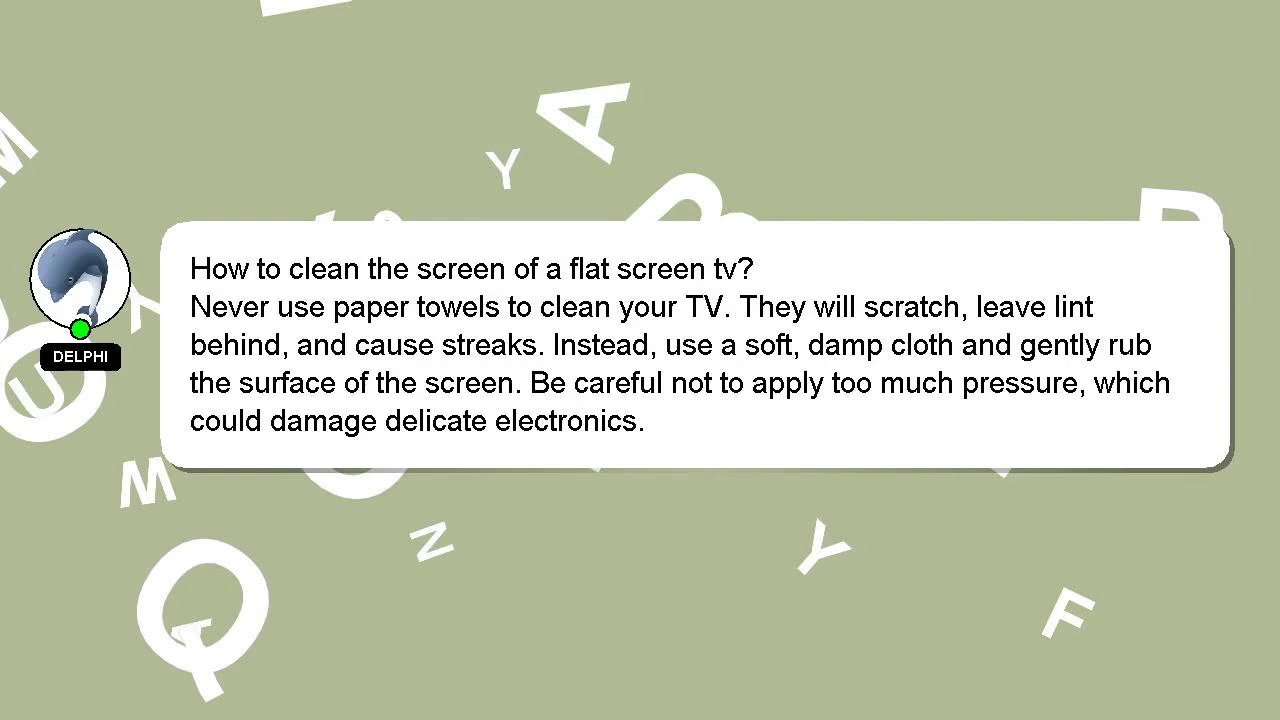 How to clean the screen of a flat screen tv?
Never use paper towels to clean your TV. They will scratch, leave lint
behind, and cause streaks. Instead, use a soft, damp cloth and gently rub
the surface of the screen. Be careful not to apply too much pressure, which
could damage delicate electronics.
DELPHI
A
Y
M
U
W
Q
T
N
Y
F